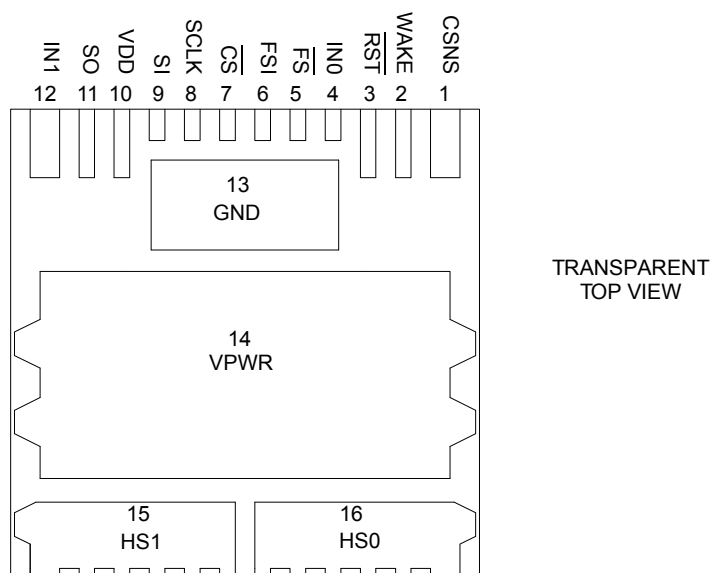 IN1 SO VDD SI SCLK CS FSI FS IN0 RST WAKE CSNS
12 11 10 9 8 7 6 5 4 3 2 1
13
GND
TRANSPARENT
TOP VIEW
14
VPWR
15
HS1
16
HS0